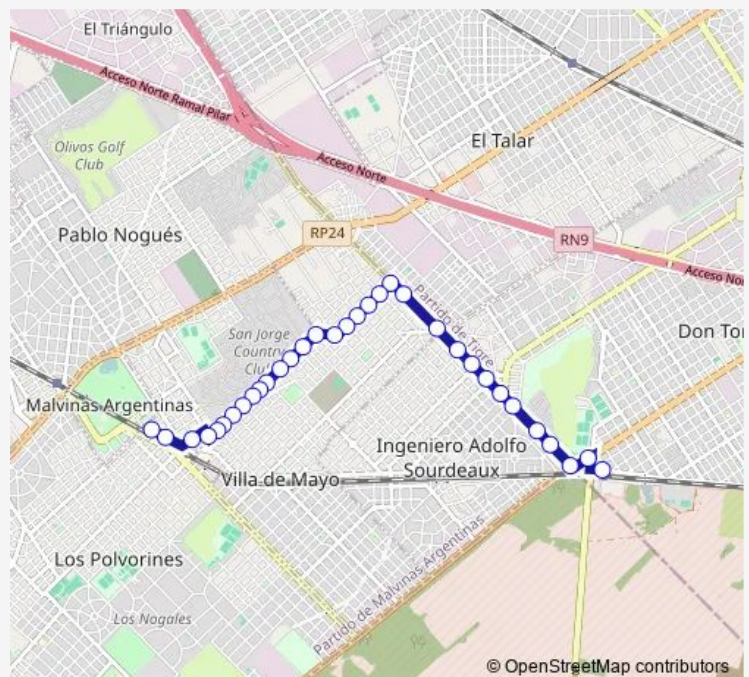 El Triángulo
Acceso Norte Ramal Pilar
Olivos Golf
Club
Acceso Norte
El Talar
Pablo Nogués
RP24
RN9
Acceso Nor
Partido de Tigre
San Jorge
Country
Club
Don Tor
Malvinas Argentinas
Ingeniero Adolfo
Sourdeaux
Villa de Mayo
Los Polvorines
Partido de Malvinas Argentinas
Los Nogales
© OpenStreetMap contributors